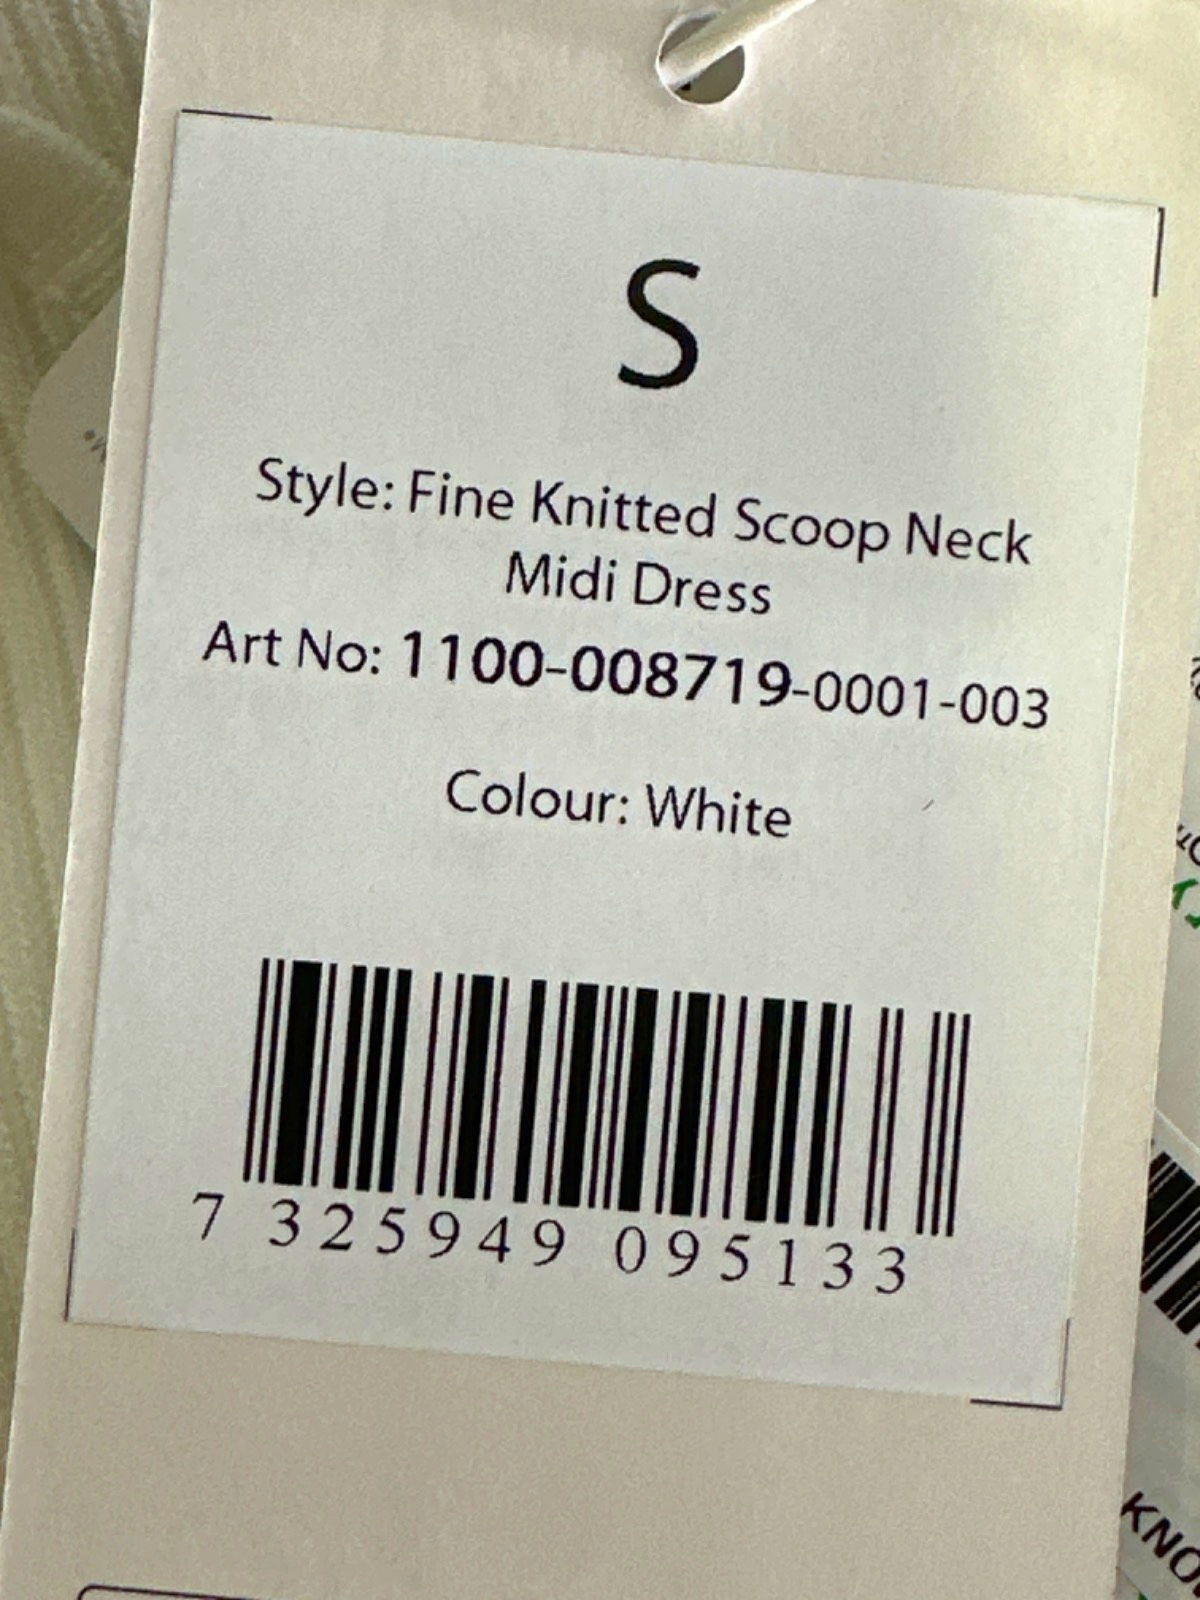 S
Style: Fine Knitted Scoop Neck
Midi Dress
Art No: 1100-008719-0001-003
Colour: White
7 325949 095133